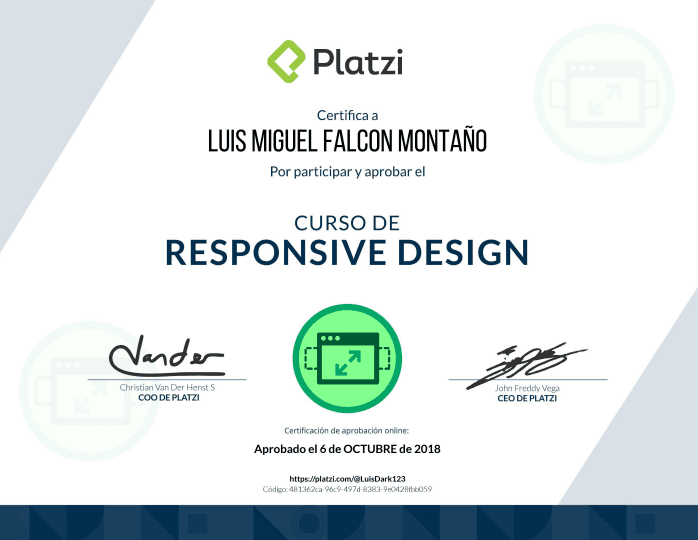 Platzi
Certifica a
LUIS MIGUEL FALCON MONTAÑO
Por participar y aprobar el
CURSO DE
RESPONSIVE DESIGN
Vander
Christian Van Der Henst S
COO DE PLATZI
John Freddy Vega
CEO DE PLATZI
Certificación de aprobación online:
Aprobado el 6 de OCTUBRE de 2018
https://platzi.com/@LuisDark123
Código: 481362ca-96c9-497d-8383-9e0428fbb059